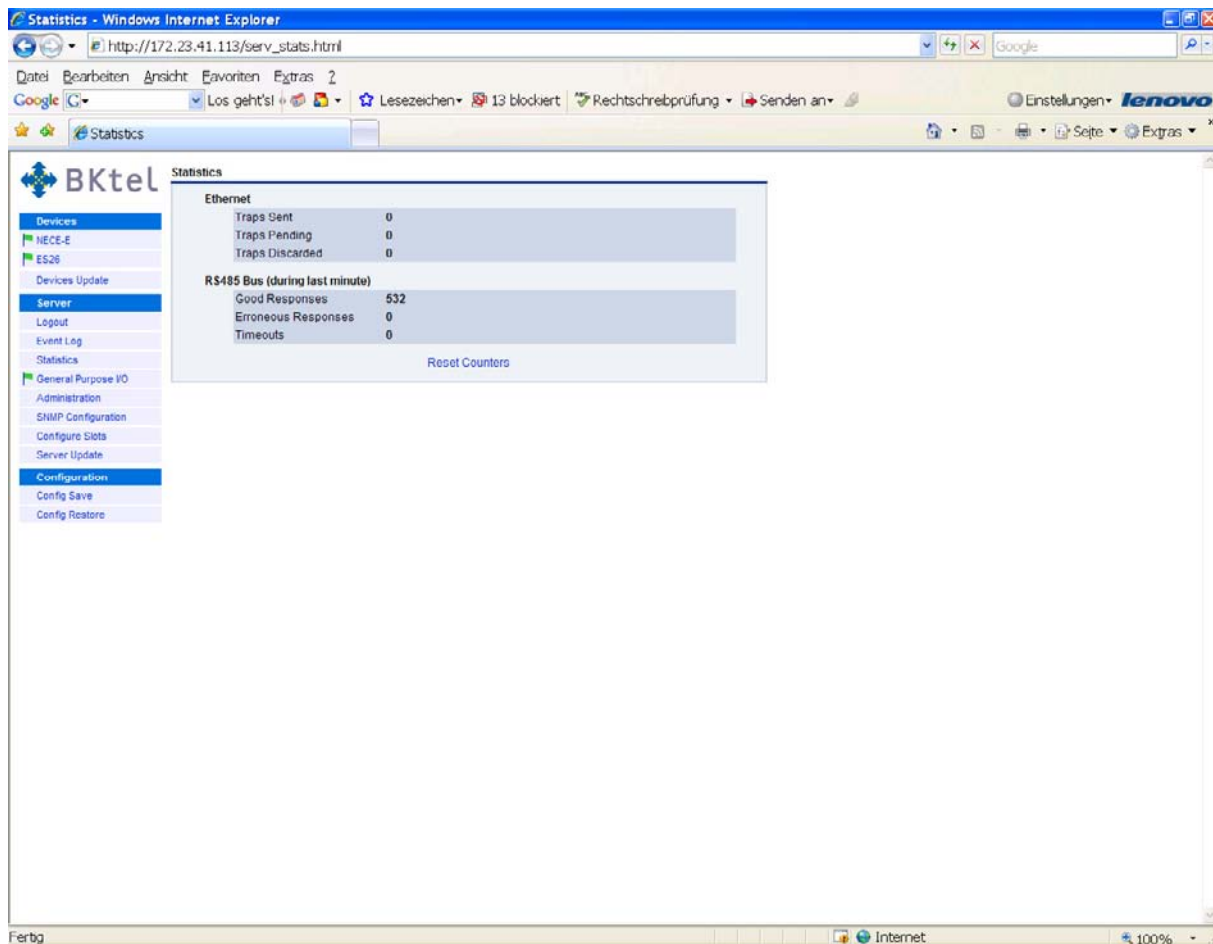 Statistics - Windows Internet Explorer
http://172.23.41.113/serv_stats.html
Google
Datei Bearbeiten Ansicht Favoriten Extras ?
Google G Los geht's! 13 blockiert Lesezeichen Rechtschreibprüfung Senden an Einstellungen lenovo
Statistics Seite Extras
BKtel
Devices
NECE-E
ES26
Devices Update
Server
Logout
Event Log
Statistics
General Purpose I/O
Administration
SNMP Configuration
Configure Slots
Server Update
Configuration
Config Save
Config Restore
Statistics
Ethernet
Traps Sent 0
Traps Pending 0
Traps Discarded 0
RS485 Bus (during last minute)
Good Responses 532
Erroneous Responses 0
Timeouts 0
Reset Counters
Fertig Internet 100%